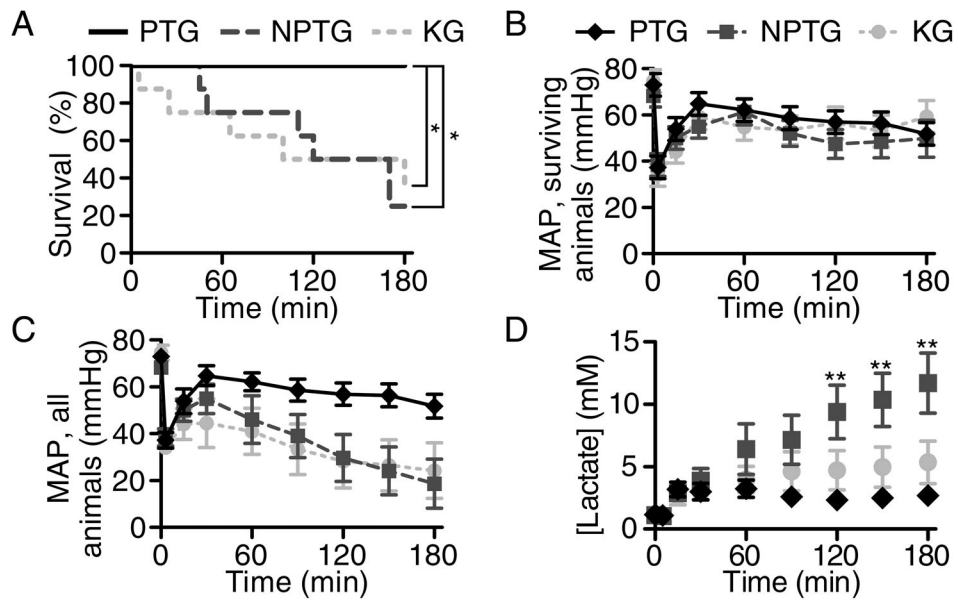 A
PTG NPTG KG
Survival (%)
100
80
60
40
20
0
0 60 120 180
Time (min)
*
*
B
PTG NPTG KG
MAP, surviving
animals (mmHg)
80
60
40
20
0
0 60 120 180
Time (min)
C
MAP, all
animals (mmHg)
80
60
40
20
0
0 60 120 180
Time (min)
D
[Lactate] (mM)
15
10
5
0
** ** **
0 60 120 180
Time (min)